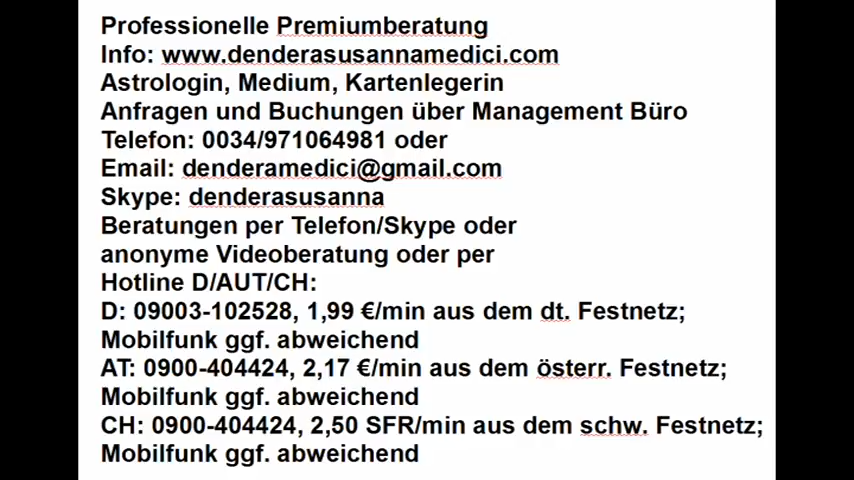 Professionelle Premiumberatung
Info: www.denderasusannamedici.com
Astrologin, Medium, Kartenlegerin
Anfragen und Buchungen über Management Büro
Telefon: 0034/971064981 oder
Email: denderamedici@gmail.com
Skype: denderasusanna
Beratungen per Telefon/Skype oder
anonyme Videoberatung oder per
Hotline D/AUT/CH:
D: 09003-102528, 1,99 €/min aus dem dt. Festnetz;
Mobilfunk ggf. abweichend
AT: 0900-404424, 2,17 €/min aus dem österr. Festnetz;
Mobilfunk ggf. abweichend
CH: 0900-404424, 2,50 SFR/min aus dem schw. Festnetz;
Mobilfunk ggf. abweichend